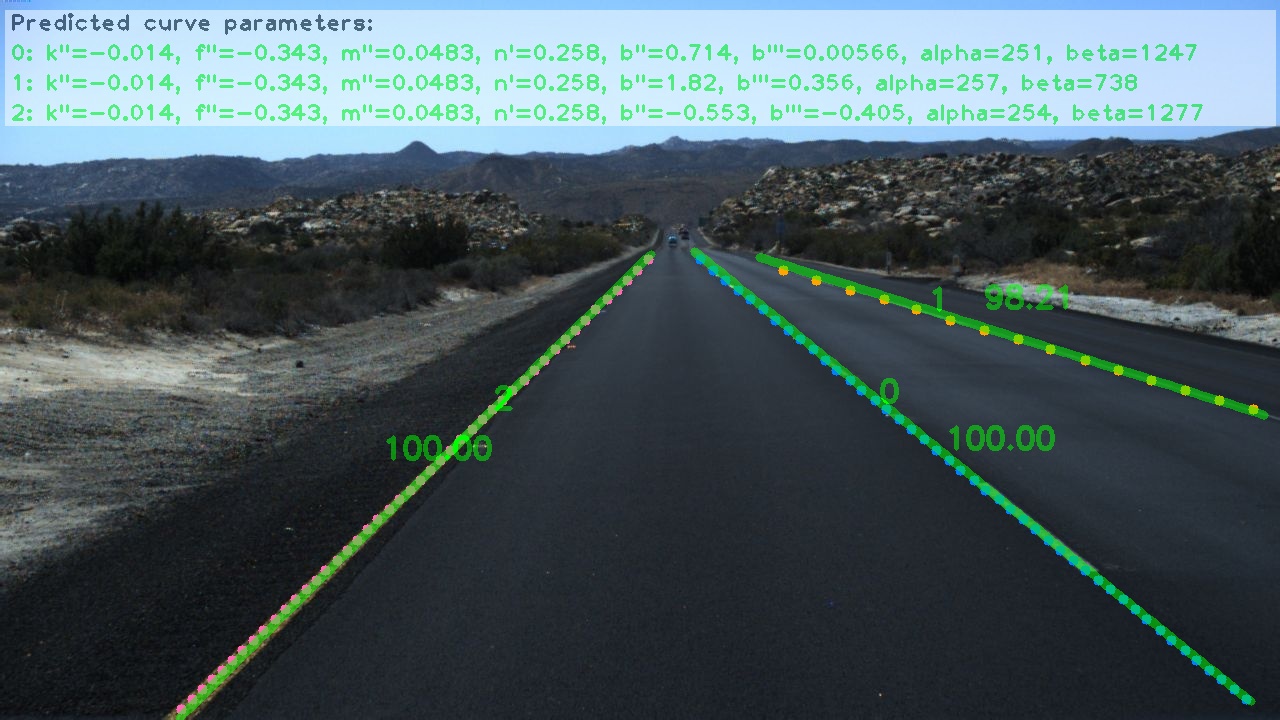 Predicted curve parameters:
0: k''=-0.014, f''=-0.343, m''=0.0483, n'=0.258, b''=0.714, b'''=0.00566, alpha=251, beta=1247
1: k''=-0.014, f''=-0.343, m''=0.0483, n'=0.258, b''=1.82, b'''=0.356, alpha=257, beta=738
2: k''=-0.014, f''=-0.343, m''=0.0483, n'=0.258, b''=-0.553, b'''=-0.405, alpha=254, beta=1277
1 98.21
0
2
100.00
100.00